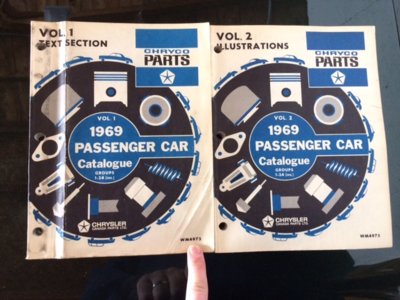 VOL. 1
TEXT SECTION
CHRYCO
PARTS
VOL. 1
1969
PASSENGER CAR
Catalogue
GROUPS
1-24 (INC.)
CHRYSLER
CANADA PARTS LTD.
WM4973
VOL. 2
ILLUSTRATIONS
CHRYCO
PARTS
VOL. 2
1969
PASSENGER CAR
Catalogue
GROUPS
1-24 (INC.)
CHRYSLER
CANADA PARTS LTD.
WM4973